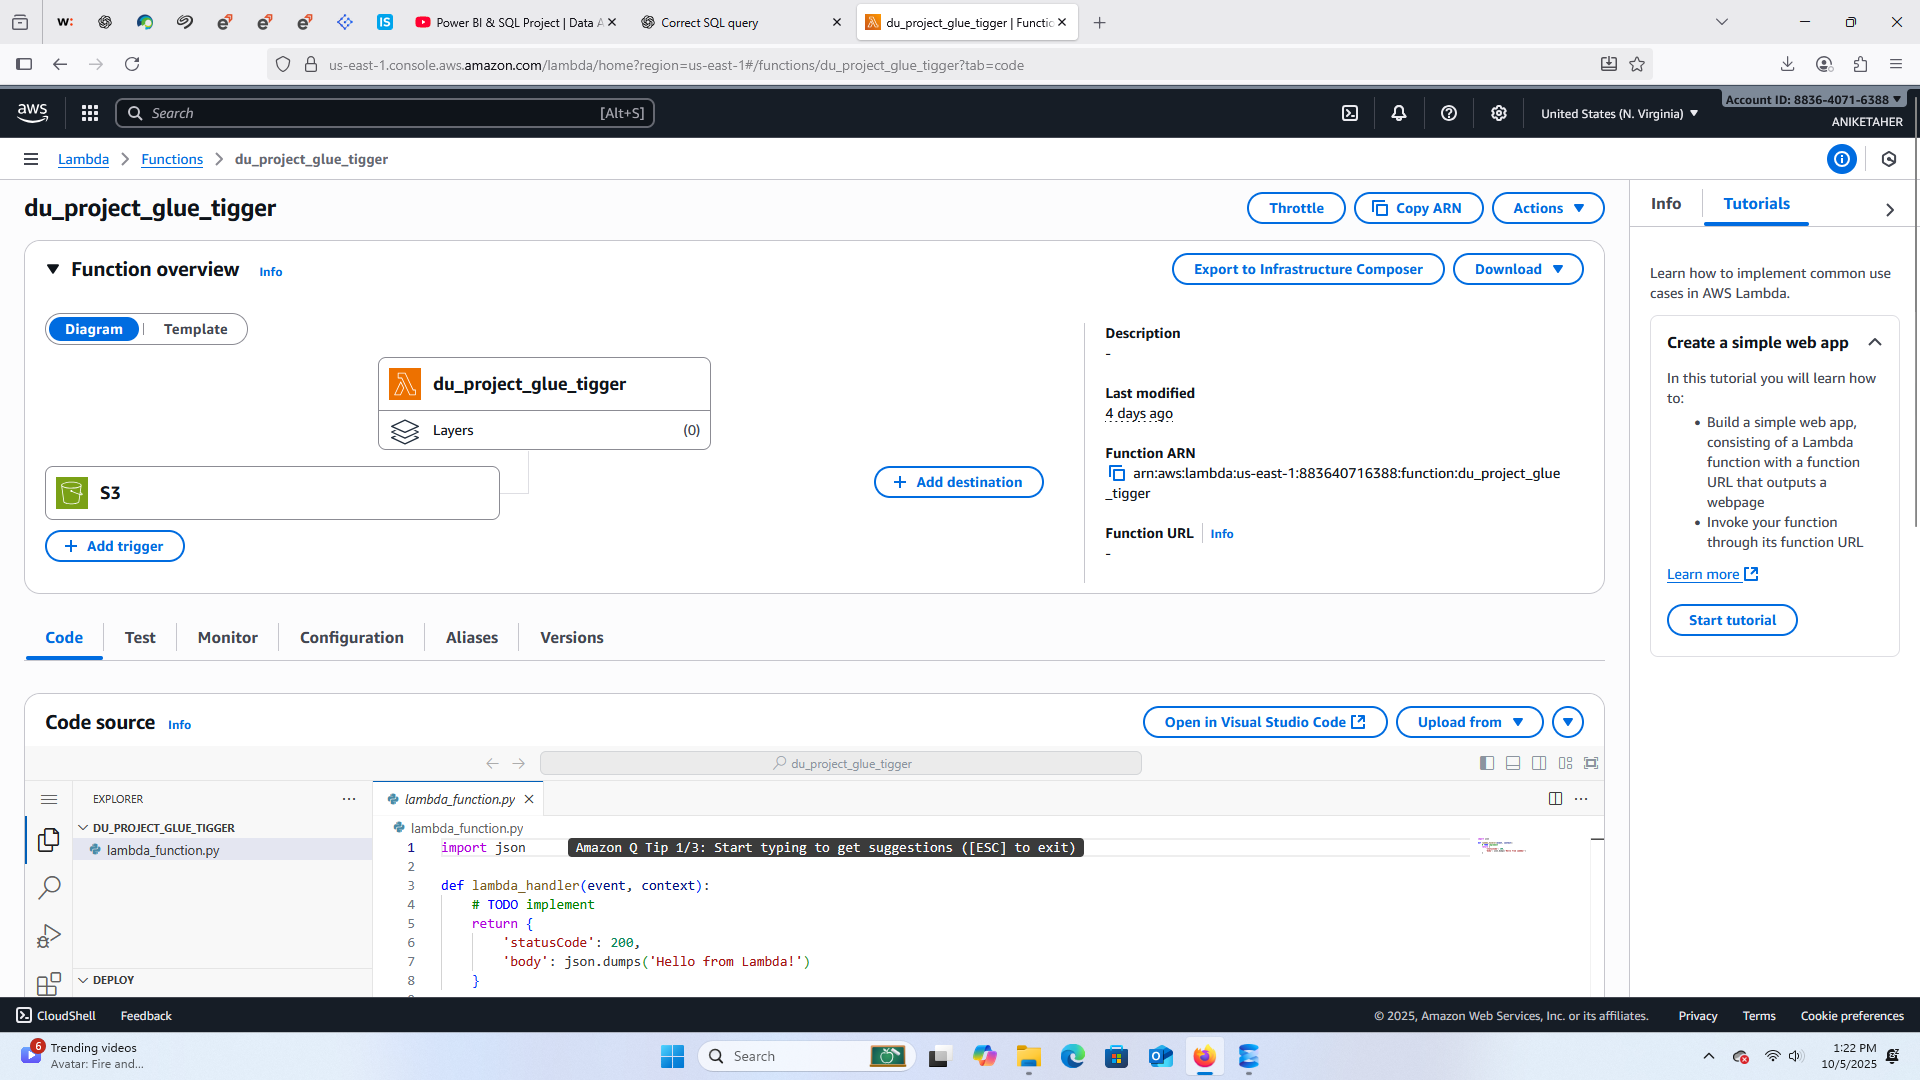 Power BI & SQL Project | Data A
Correct SQL query
du_project_glue_tigger | Functio
us-east-1.console.aws.amazon.com/lambda/home?region=us-east-1#/functions/du_project_glue_tigger?tab=code
aws
Search
[Alt+S]
United States (N. Virginia)
Account ID: 8836-4071-6388
ANIKETAHER
Lambda
Functions
du_project_glue_tigger
du_project_glue_tigger
Throttle
Copy ARN
Actions
Info
Tutorials
Function overview Info
Export to Infrastructure Composer
Download
Learn how to implement common use
cases in AWS Lambda.
Diagram
Template
du_project_glue_tigger
Layers
(0)
S3
Add destination
Add trigger
Description
-
Last modified
4 days ago
Function ARN
arn:aws:lambda:us-east-1:883640716388:function:du_project_glue
_tigger
Function URL Info
-
Create a simple web app
In this tutorial you will learn how
to:
• Build a simple web app,
consisting of a Lambda
function with a function
URL that outputs a
webpage
• Invoke your function
through its function URL
Learn more
Start tutorial
Code
Test
Monitor
Configuration
Aliases
Versions
Code source Info
Open in Visual Studio Code
Upload from
du_project_glue_tigger
EXPLORER
DU_PROJECT_GLUE_TIGGER
lambda_function.py
DEPLOY
lambda_function.py
lambda_function.py
1 import json
Amazon Q Tip 1/3: Start typing to get suggestions ([ESC] to exit)
2
3 def lambda_handler(event, context):
4 # TODO implement
5 return {
6 'statusCode': 200,
7 'body': json.dumps('Hello from Lambda!')
8 }
CloudShell
Feedback
© 2025, Amazon Web Services, Inc. or its affiliates.
Privacy
Terms
Cookie preferences
6
Trending videos
Avatar: Fire and...
Search
1:22 PM
10/5/2025